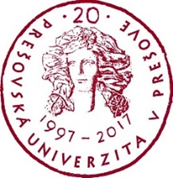 · 20 ·
PREŠOVSKÁ UNIVERZITA V PREŠOVE
1997-2017